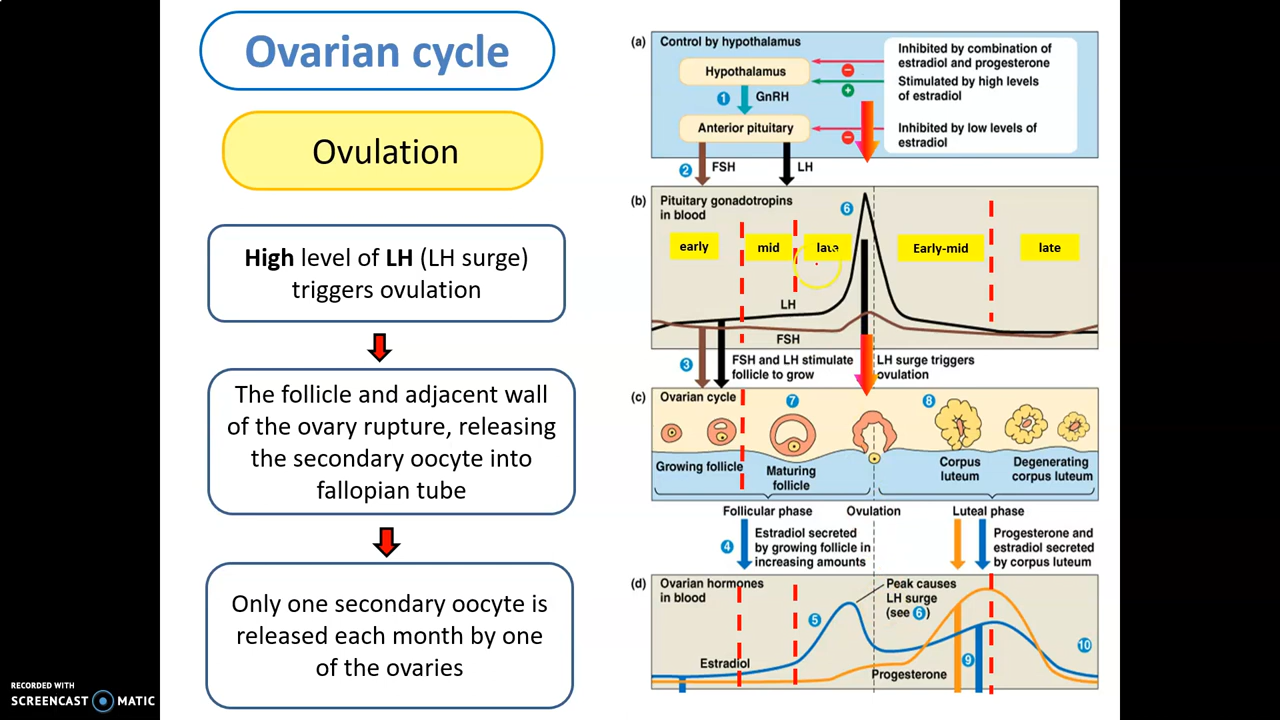 Ovarian cycle
Ovulation
High level of LH (LH surge)
triggers ovulation
The follicle and adjacent wall
of the ovary rupture, releasing
the secondary oocyte into
fallopian tube
Only one secondary oocyte is
released each month by one
of the ovaries
(a)
Control by hypothalamus
Hypothalamus
1
GnRH
Anterior pituitary
Inhibited by combination of
estradiol and progesterone
Stimulated by high levels
of estradiol
Inhibited by low levels of
estradiol
−
+
−
2
FSH
LH
(b)
Pituitary gonadotropins
in blood
6
early
mid
late
Early-mid
late
LH
FSH
3
FSH and LH stimulate
follicle to grow
LH surge triggers
ovulation
(c)
Ovarian cycle
7
8
Growing follicle
Maturing
follicle
Corpus
luteum
Degenerating
corpus luteum
Follicular phase
Ovulation
Luteal phase
4
Estradiol secreted
by growing follicle in
increasing amounts
Progesterone and
estradiol secreted
by corpus luteum
(d)
Ovarian hormones
in blood
Peak causes
LH surge
(see 6)
5
10
9
Estradiol
Progesterone
RECORDED WITH
SCREENCAST MATIC